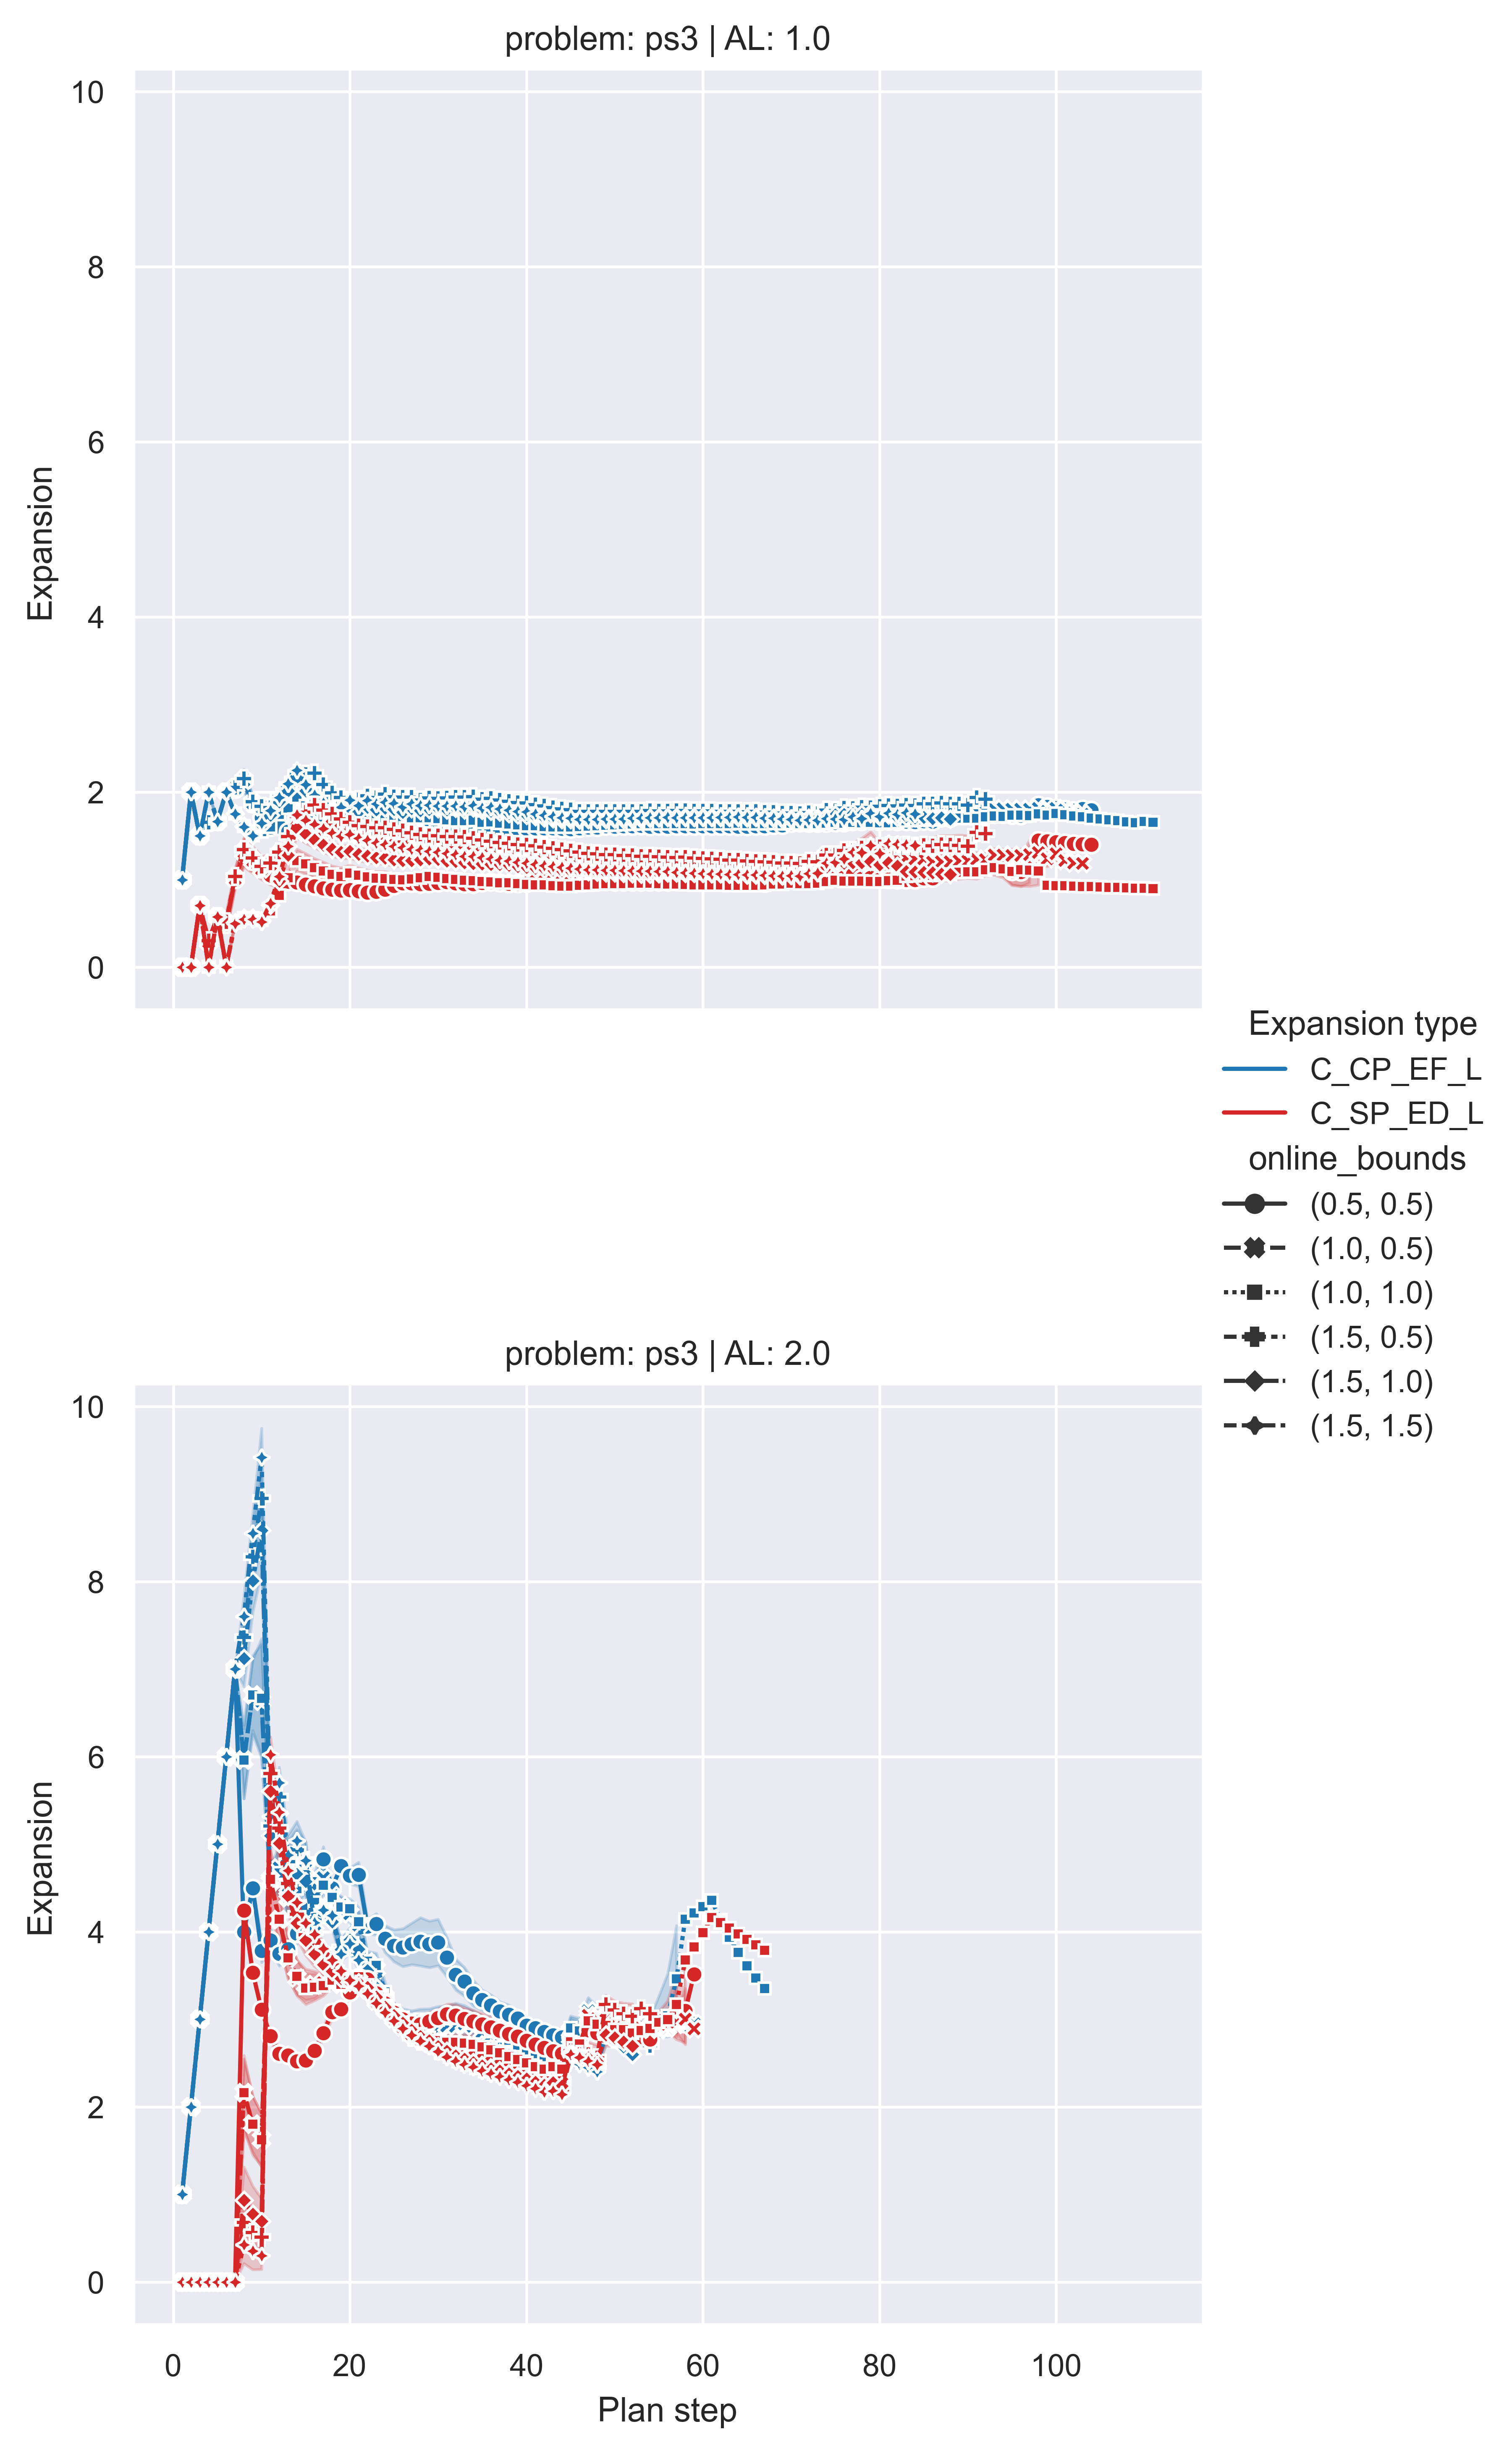 problem: ps3 | AL: 1.0
10
8
6
4
2
0
Expansion
Expansion type
C_CP_EF_L
C_SP_ED_L
online_bounds
(0.5, 0.5)
(1.0, 0.5)
(1.0, 1.0)
(1.5, 0.5)
(1.5, 1.0)
(1.5, 1.5)
problem: ps3 | AL: 2.0
10
8
6
4
2
0
Expansion
0 20 40 60 80 100
Plan step